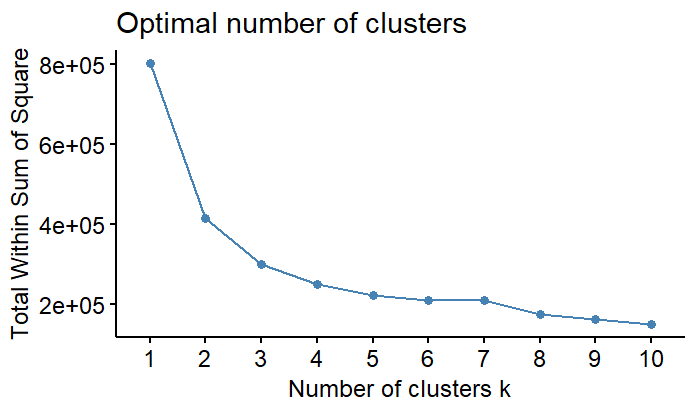 Optimal number of clusters
Total Within Sum of Square
8e+05
6e+05
4e+05
2e+05
1 2 3 4 5 6 7 8 9 10
Number of clusters k